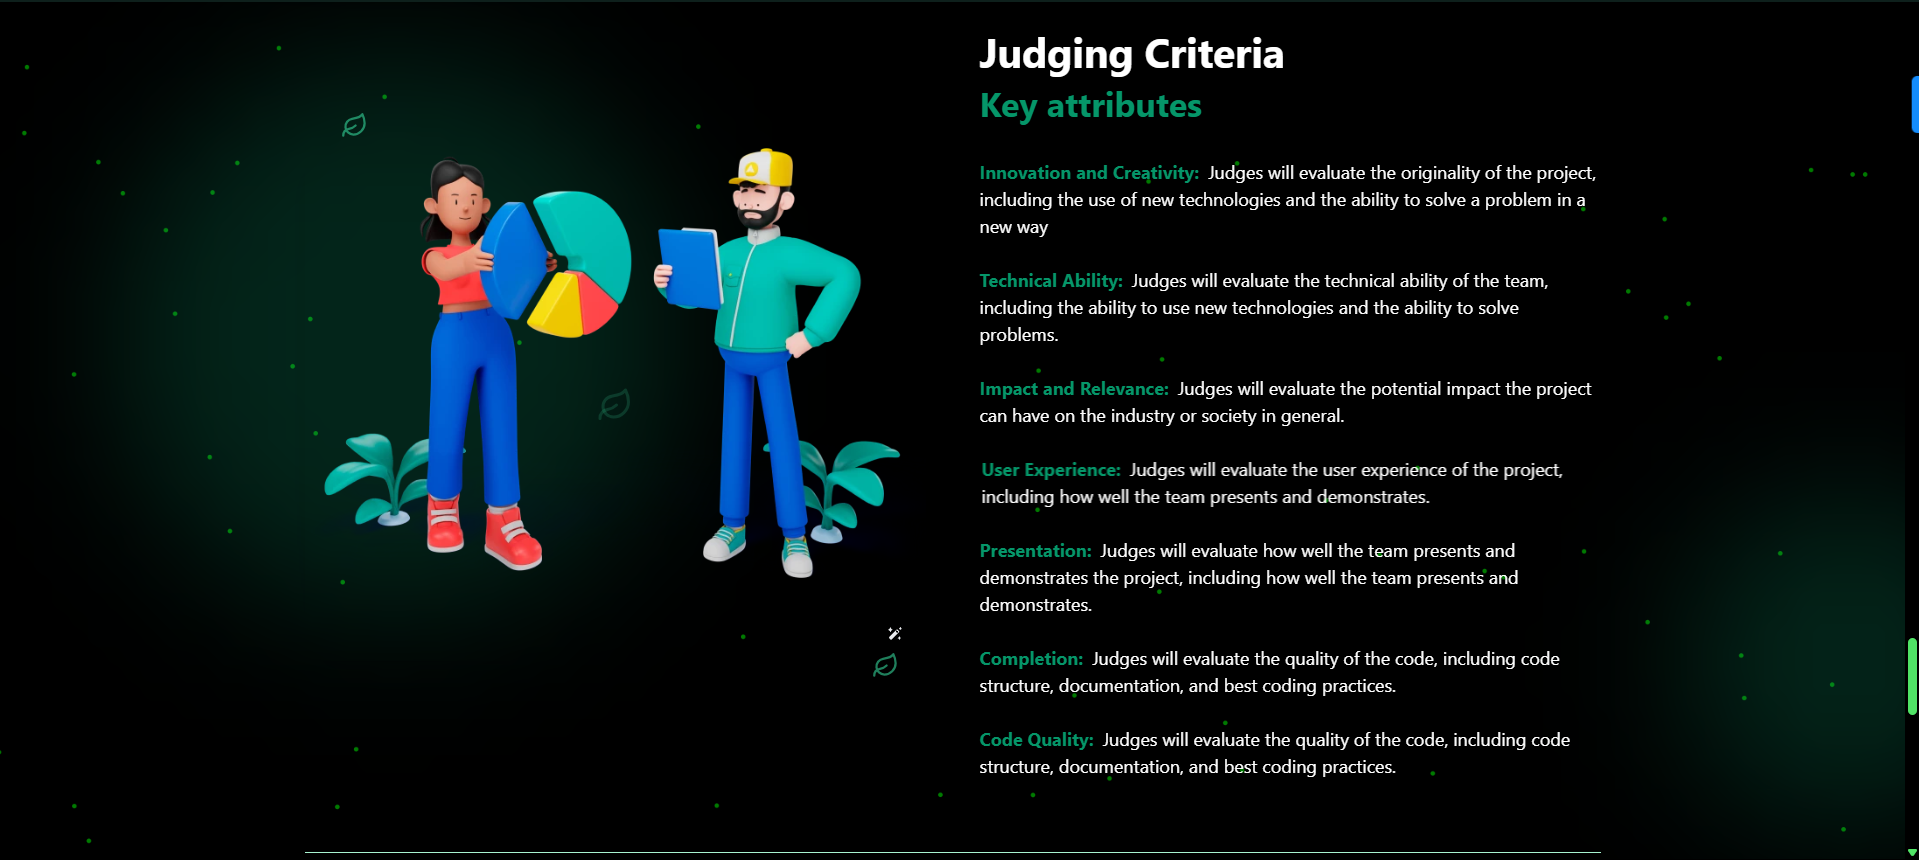 Judging Criteria
Key attributes
Innovation and Creativity: Judges will evaluate the originality of the project,
including the use of new technologies and the ability to solve a problem in a
new way
Technical Ability: Judges will evaluate the technical ability of the team,
including the ability to use new technologies and the ability to solve
problems.
Impact and Relevance: Judges will evaluate the potential impact the project
can have on the industry or society in general.
User Experience: Judges will evaluate the user experience of the project,
including how well the team presents and demonstrates.
Presentation: Judges will evaluate how well the team presents and
demonstrates the project, including how well the team presents and
demonstrates.
Completion: Judges will evaluate the quality of the code, including code
structure, documentation, and best coding practices.
Code Quality: Judges will evaluate the quality of the code, including code
structure, documentation, and best coding practices.